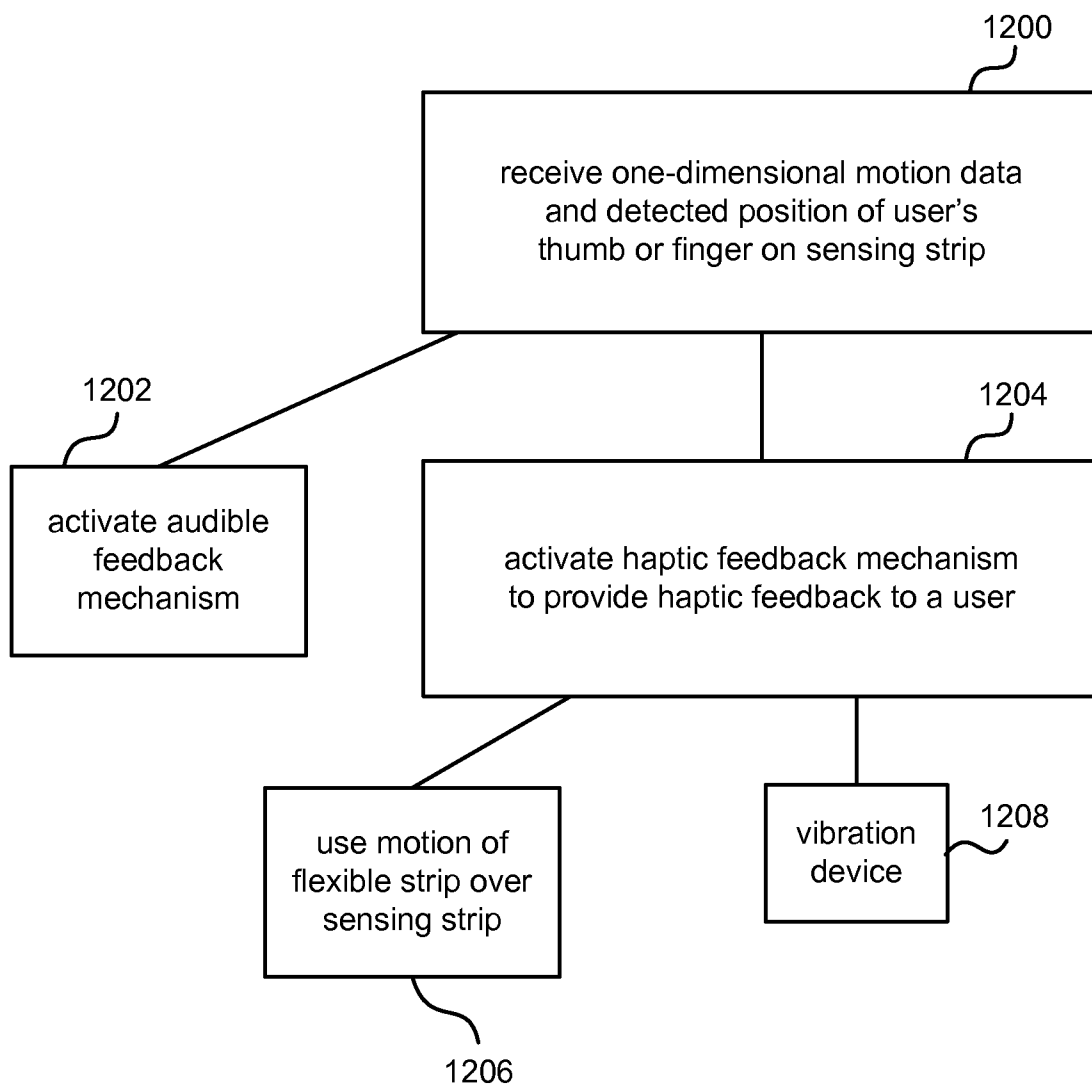 1200
receive one-dimensional motion data
and detected position of user’s
thumb or finger on sensing strip
1202
activate audible
feedback
mechanism
1204
activate haptic feedback mechanism
to provide haptic feedback to a user
use motion of
flexible strip over
sensing strip
1206
vibration
device
1208